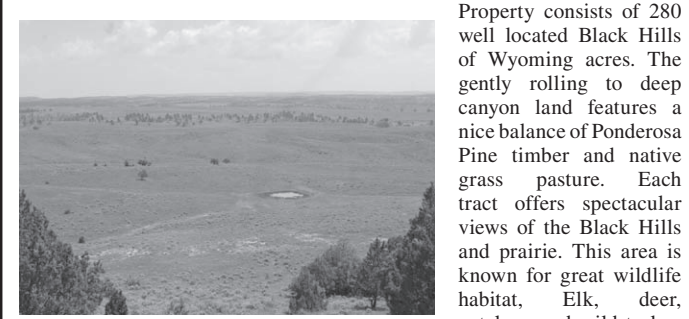 Property consists of 280
well located Black Hills
of Wyoming acres. The
gently rolling to deep
canyon land features a
nice balance of Ponderosa
Pine timber and native
grass pasture. Each
tract offers spectacular
views of the Black Hills
and prairie. This area is
known for great wildlife
habitat, Elk, deer,